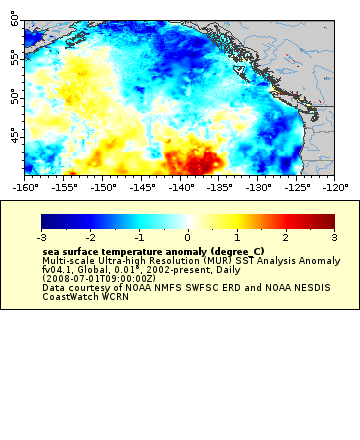 60°
55°
50°
45°
-160° -155° -150° -145° -140° -135° -130° -125° -120°
-3 -2 -1 0 1 2 3
sea surface temperature anomaly (degree_C)
Multi-scale Ultra-high Resolution (MUR) SST Analysis Anomaly
fv04.1, Global, 0.01°, 2002-present, Daily
(2008-07-01T09:00:00Z)
Data courtesy of NOAA NMFS SWFSC ERD and NOAA NESDIS
CoastWatch WCRN